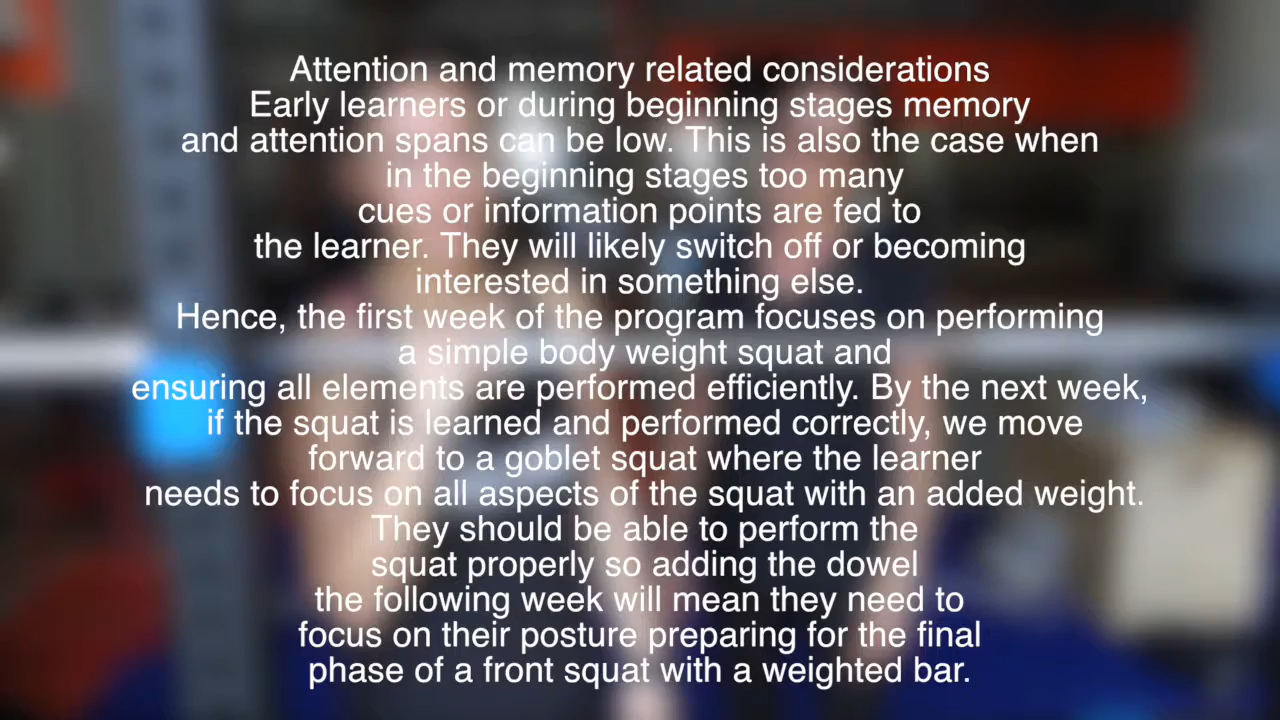 Attention and memory related considerations
Early learners or during beginning stages memory
and attention spans can be low. This is also the case when
in the beginning stages too many
cues or information points are fed to
the learner. They will likely switch off or becoming
interested in something else.
Hence, the first week of the program focuses on performing
a simple body weight squat and
ensuring all elements are performed efficiently. By the next week,
if the squat is learned and performed correctly, we move
forward to a goblet squat where the learner
needs to focus on all aspects of the squat with an added weight.
They should be able to perform the
squat properly so adding the dowel
the following week will mean they need to
focus on their posture preparing for the final
phase of a front squat with a weighted bar.